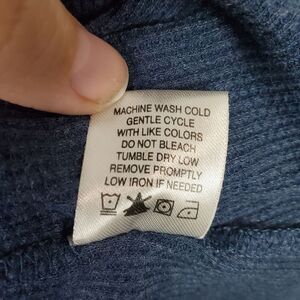 MACHINE WASH COLD
GENTLE CYCLE
WITH LIKE COLORS
DO NOT BLEACH
TUMBLE DRY LOW
REMOVE PROMPTLY
LOW IRON IF NEEDED